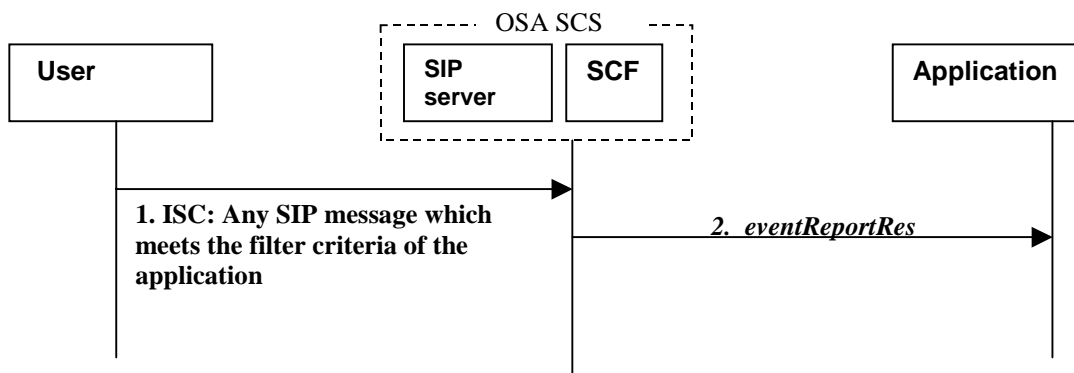 OSA SCS
User
SIP
server
SCF
Application
1. ISC: Any SIP message which
meets the filter criteria of the
application
2. eventReportRes